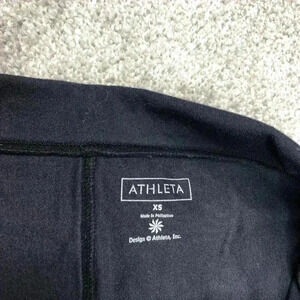 ATHLETA
XS
Made in Philippines
Design © Athleta, Inc.